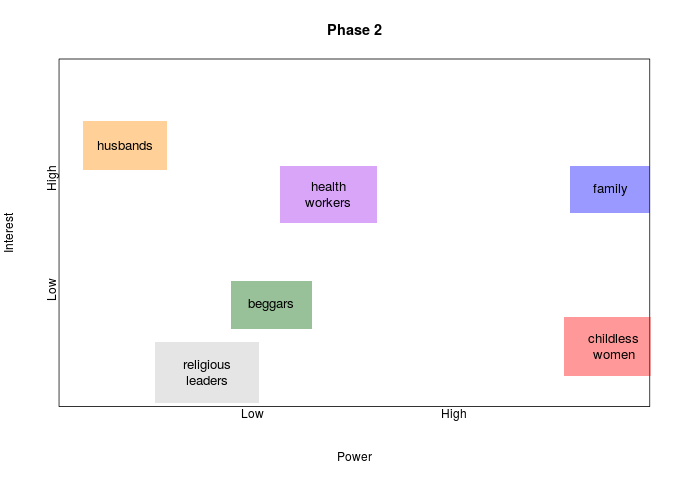 Phase 2
husbands
High
health
workers
family
Interest
Low
beggars
childless
women
religious
leaders
Low
High
Power